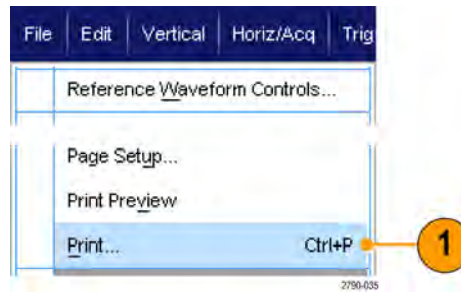 File Edit Vertical Horiz/Acq Trig
Reference Waveform Controls...
Page Setup...
Print Preview
Print... Ctrl+P
1
2790-035